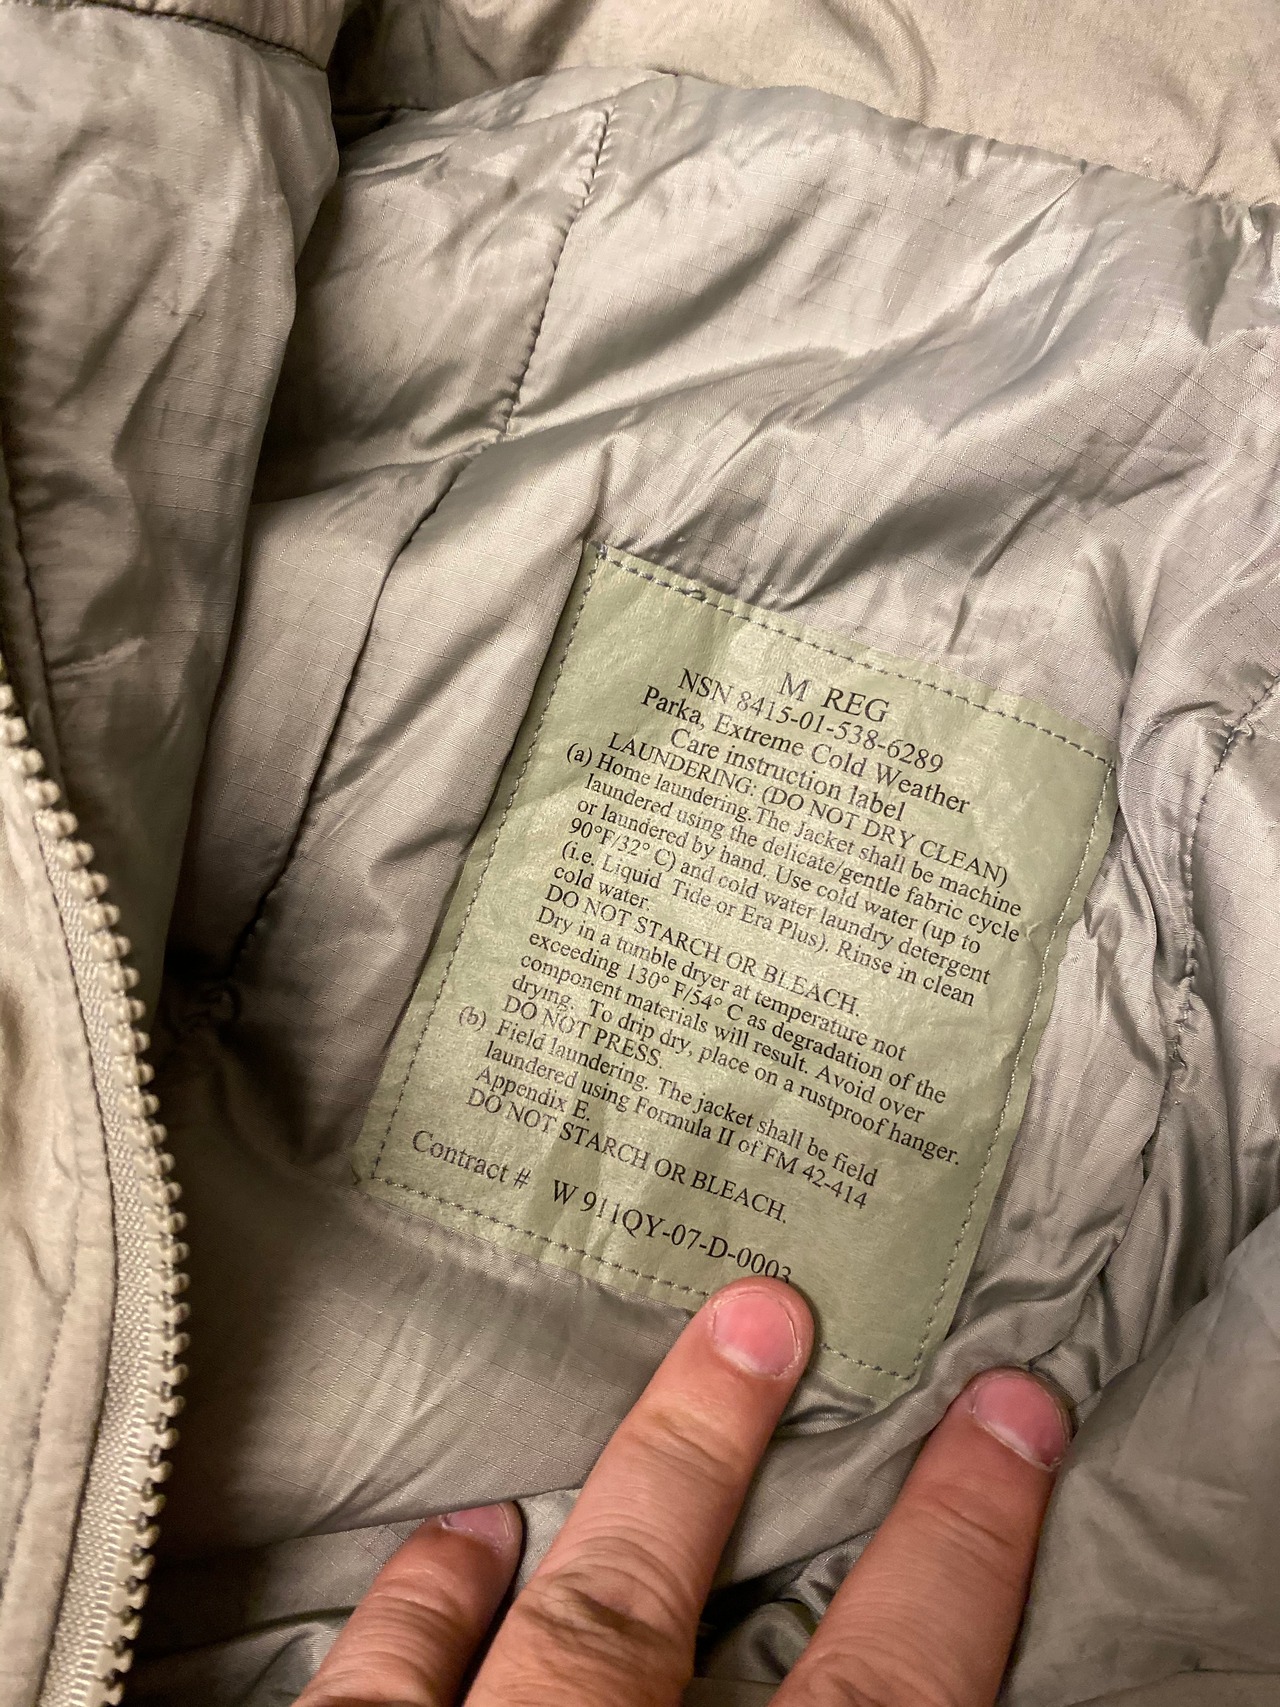 M REG
NSN 8415-01-538-6289
Parka, Extreme Cold Weather
Care instruction label
LAUNDERING: (DO NOT DRY CLEAN)
(a) Home laundering.The Jacket shall be machine
laundered using the delicate/gentle fabric cycle
or laundered by hand. Use cold water (up to
90°F/32° C) and cold water laundry detergent
(i.e. Liquid Tide or Era Plus). Rinse in clean
cold water.
DO NOT STARCH OR BLEACH.
Dry in a tumble dryer at temperature not
exceeding 130° F/54° C as degradation of the
component materials will result. Avoid over
drying. To drip dry, place on a rustproof hanger.
DO NOT PRESS.
(b) Field laundering. The jacket shall be field
laundered using Formula II of FM 42-414
Appendix E.
DO NOT STARCH OR BLEACH.
Contract # W 911QY-07-D-0003